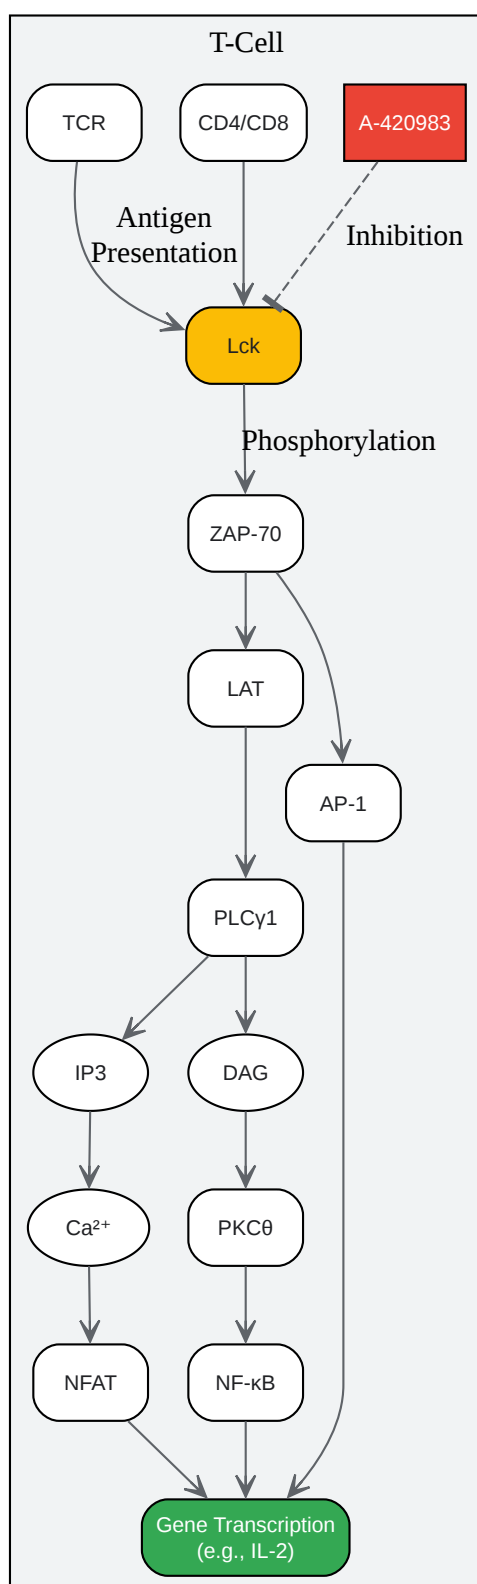 T-Cell
TCR
CD4/CD8
A-420983
Antigen
Presentation
Inhibition
Lck
Phosphorylation
ZAP-70
LAT
AP-1
PLCγ1
IP3
DAG
Ca²⁺
PKCθ
NFAT
NF-κB
Gene Transcription
(e.g., IL-2)